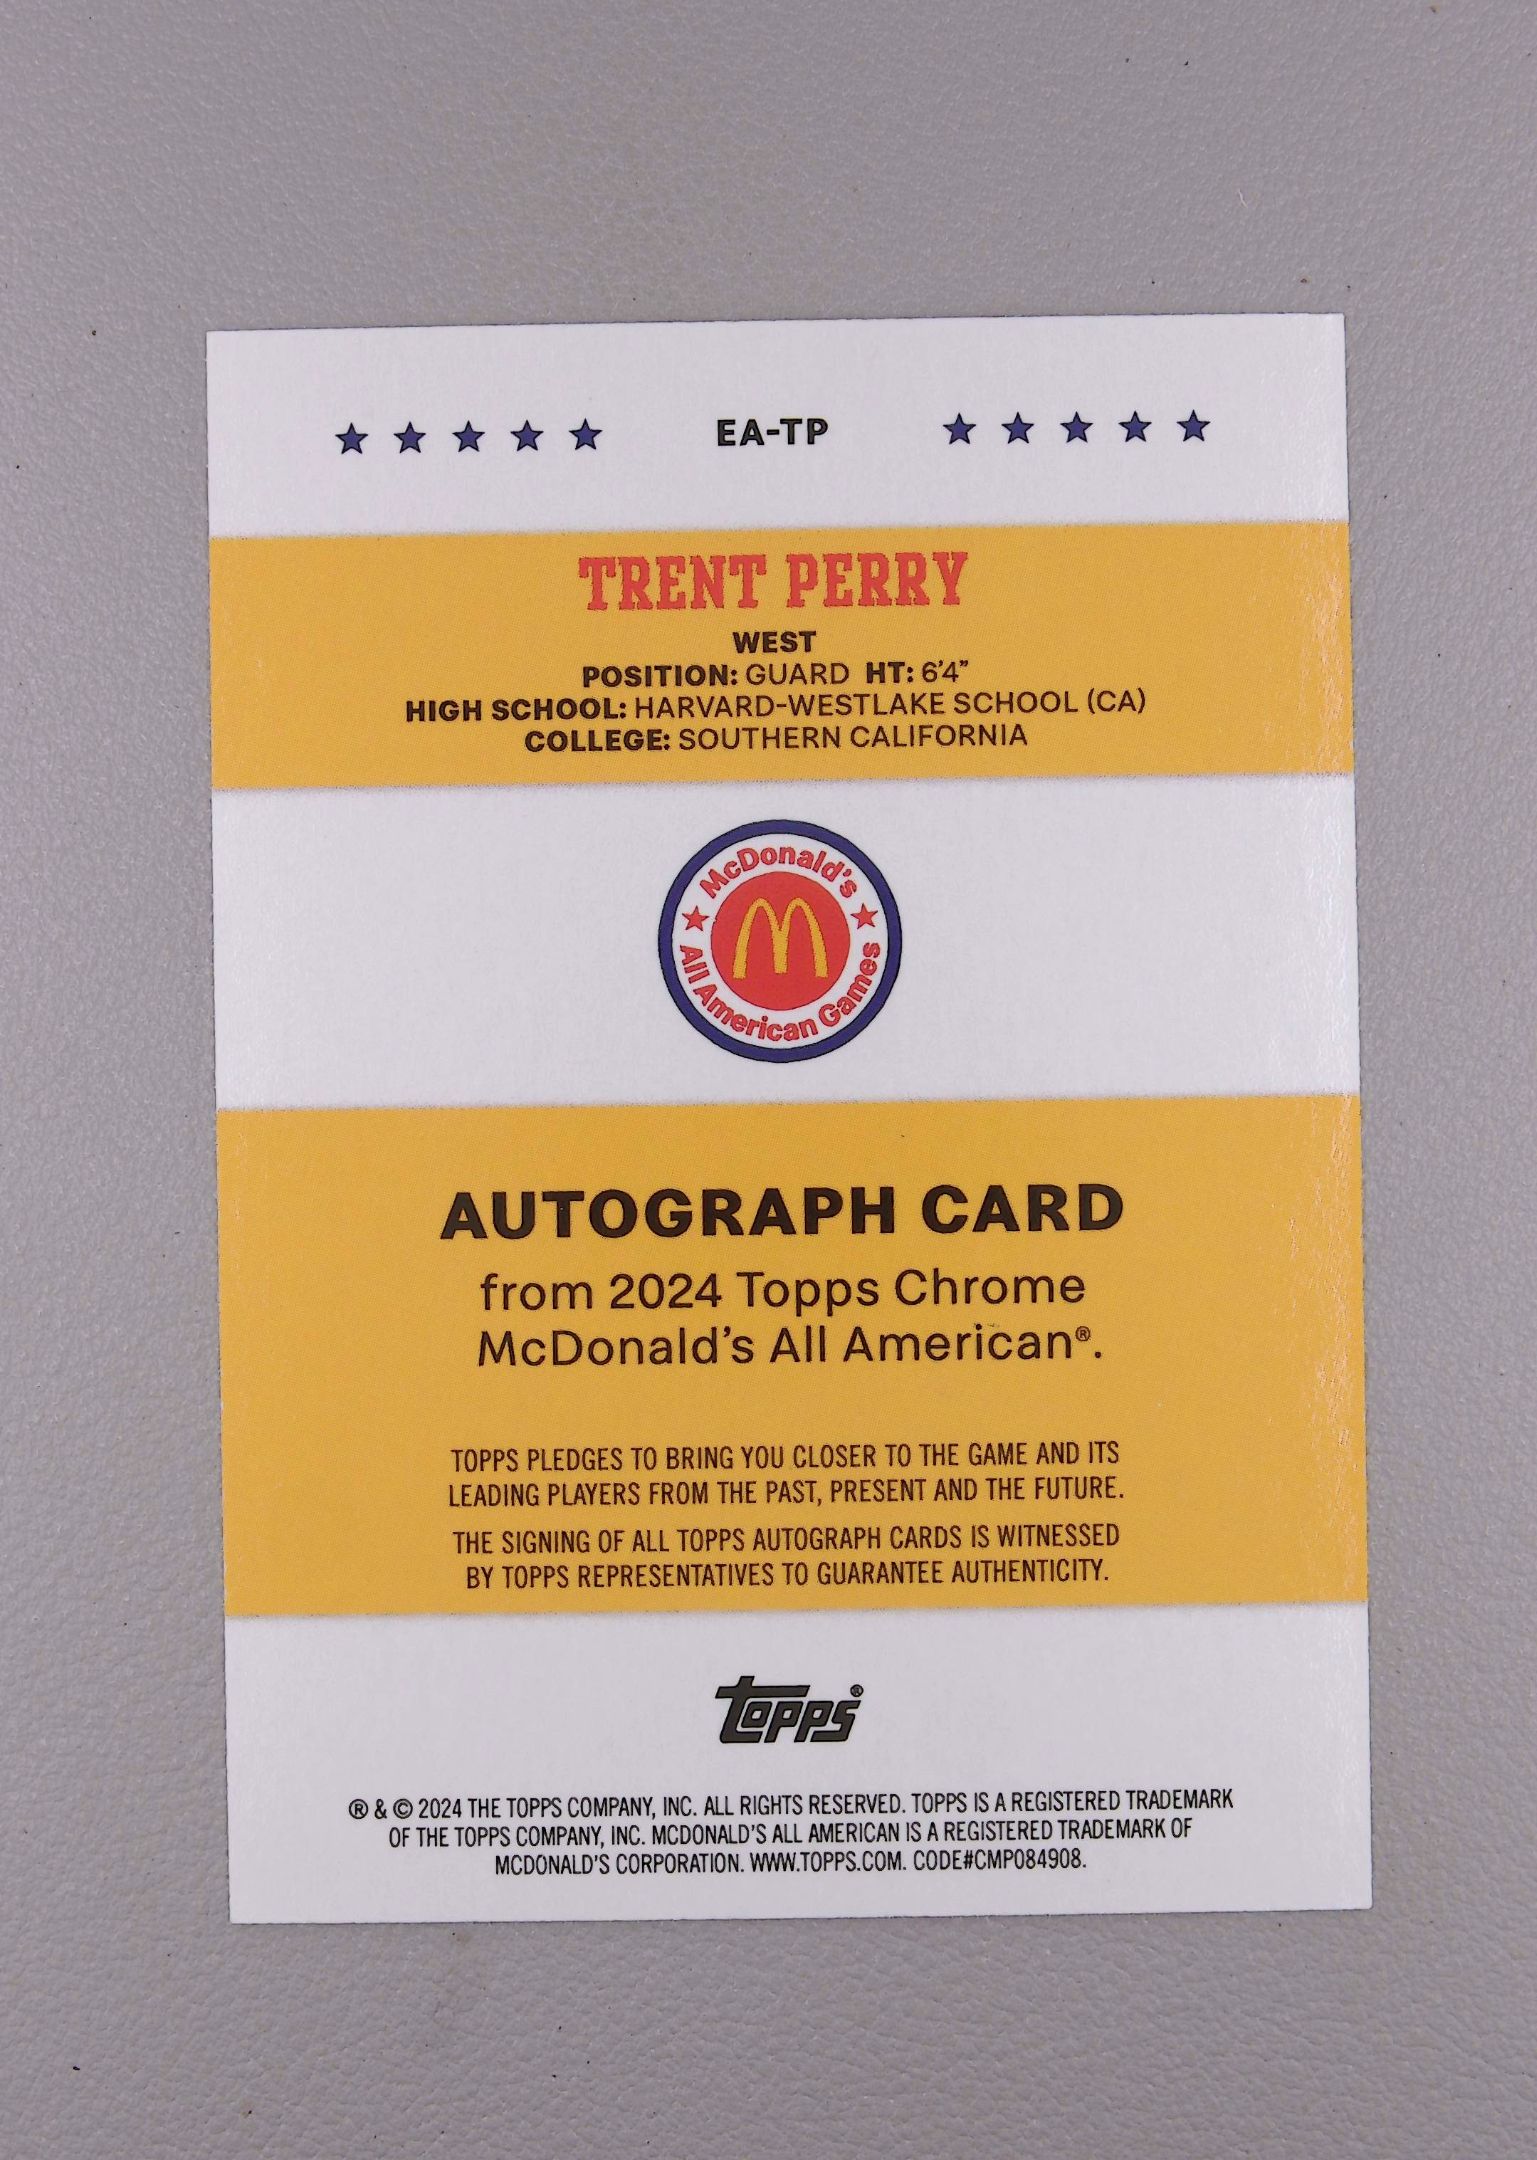 EA-TP
TRENT PERRY
WEST
POSITION: GUARD HT: 6'4"
HIGH SCHOOL: HARVARD-WESTLAKE SCHOOL (CA)
COLLEGE: SOUTHERN CALIFORNIA
McDonald's
All American Games
AUTOGRAPH CARD
from 2024 Topps Chrome
McDonald's All American®.
TOPPS PLEDGES TO BRING YOU CLOSER TO THE GAME AND ITS
LEADING PLAYERS FROM THE PAST, PRESENT AND THE FUTURE.
THE SIGNING OF ALL TOPPS AUTOGRAPH CARDS IS WITNESSED
BY TOPPS REPRESENTATIVES TO GUARANTEE AUTHENTICITY.
topps®
® & © 2024 THE TOPPS COMPANY, INC. ALL RIGHTS RESERVED. TOPPS IS A REGISTERED TRADEMARK
OF THE TOPPS COMPANY, INC. MCDONALD'S ALL AMERICAN IS A REGISTERED TRADEMARK OF
MCDONALD'S CORPORATION. WWW.TOPPS.COM. CODE#CMP084908.